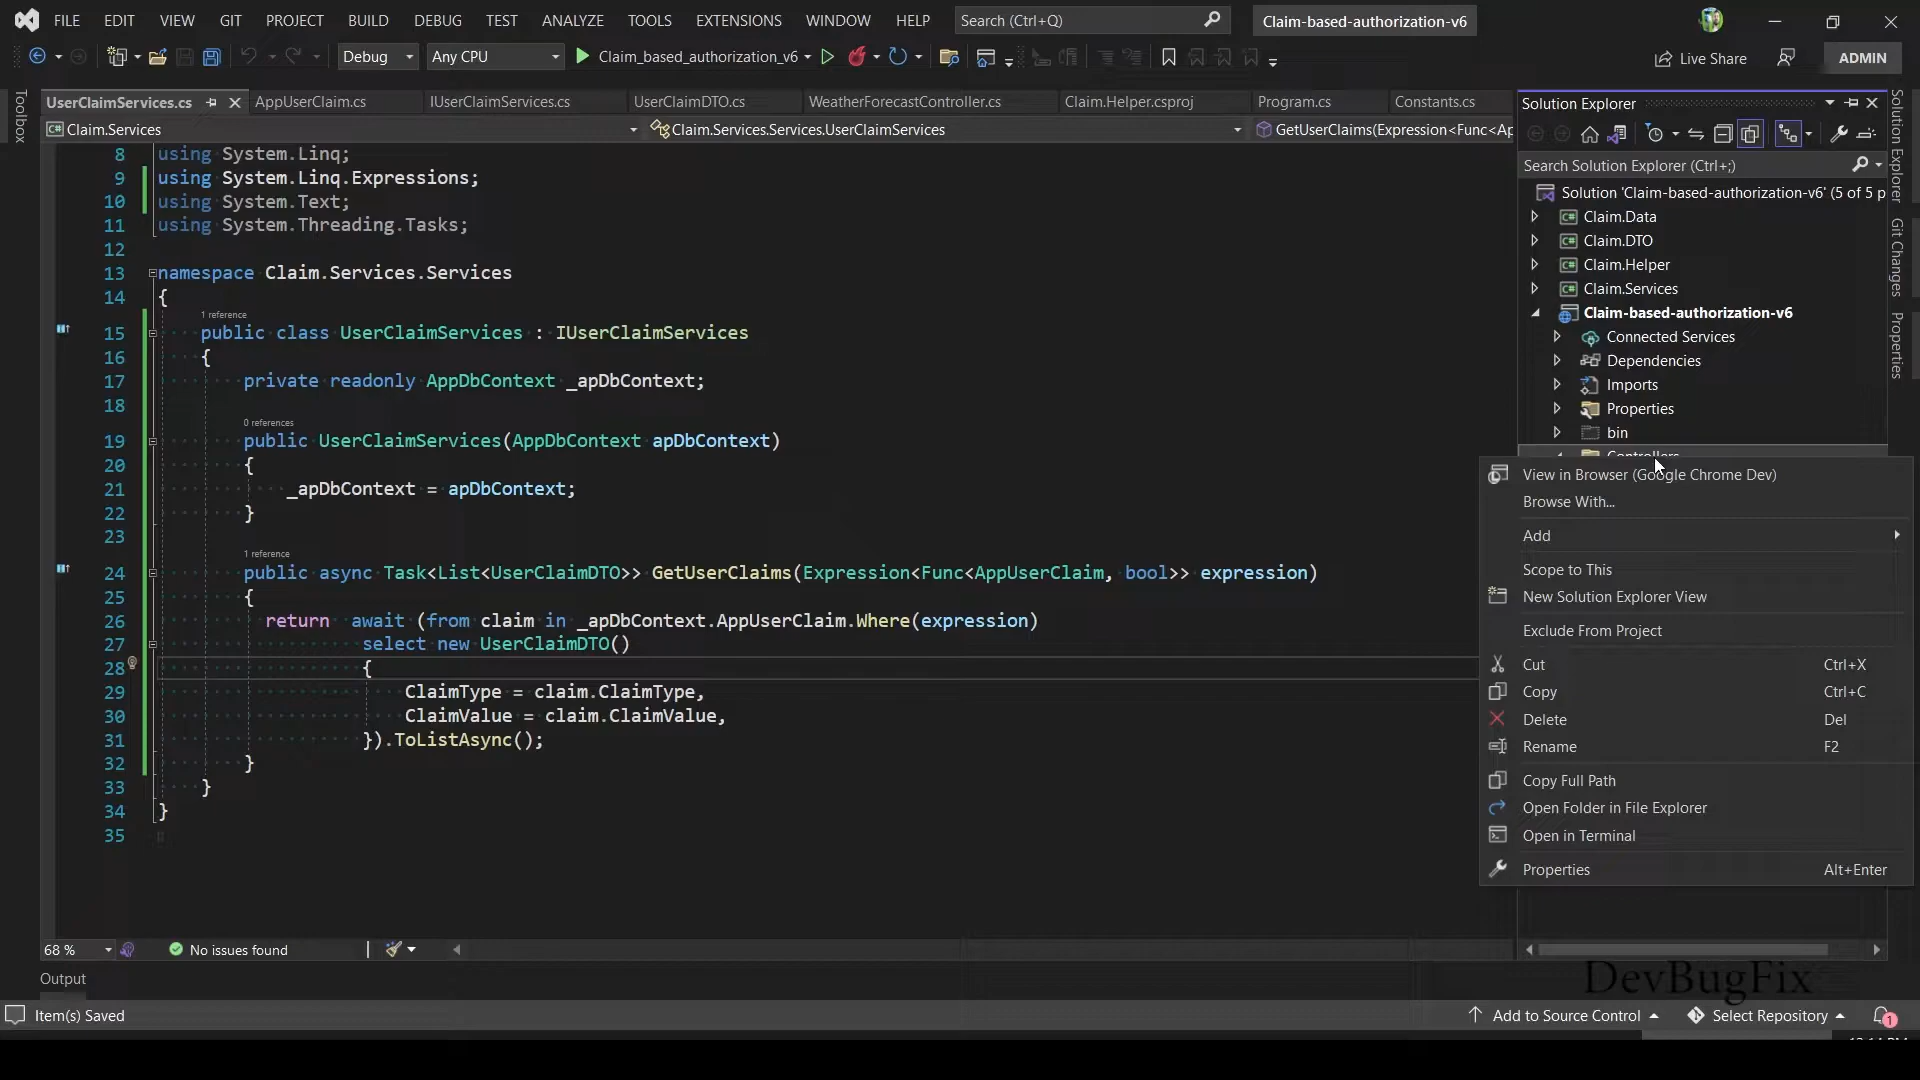 FILE EDIT VIEW GIT PROJECT BUILD DEBUG TEST ANALYZE TOOLS EXTENSIONS WINDOW HELP Search (Ctrl+Q) Claim-based-authorization-v6
Debug Any CPU Claim_based_authorization_v6 Live Share ADMIN
Toolbox
UserClaimServices.cs AppUserClaim.cs IUserClaimServices.cs UserClaimDTO.cs WeatherForecastController.cs Claim.Helper.csproj Program.cs Constants.cs
Claim.Services Claim.Services.Services.UserClaimServices GetUserClaims(Expression<Func<Ap
8 using System.Linq;
9 using System.Linq.Expressions;
10 using System.Text;
11 using System.Threading.Tasks;
12
13 namespace Claim.Services.Services
14 {
1 reference
15 public class UserClaimServices : IUserClaimServices
16 {
17 private readonly AppDbContext _apDbContext;
18
0 references
19 public UserClaimServices(AppDbContext apDbContext)
20 {
21 _apDbContext = apDbContext;
22 }
23
1 reference
24 public async Task<List<UserClaimDTO>> GetUserClaims(Expression<Func<AppUserClaim, bool>> expression)
25 {
26 return await (from claim in _apDbContext.AppUserClaim.Where(expression)
27 select new UserClaimDTO()
28 {
29 ClaimType = claim.ClaimType,
30 ClaimValue = claim.ClaimValue,
31 }).ToListAsync();
32 }
33 }
34 }
35
68 % No issues found
Output
Item(s) Saved
Solution Explorer
Search Solution Explorer (Ctrl+;)
Solution 'Claim-based-authorization-v6' (5 of 5 p
Claim.Data
Claim.DTO
Claim.Helper
Claim.Services
Claim-based-authorization-v6
Connected Services
Dependencies
Imports
Properties
bin
Controllers
View in Browser (Google Chrome Dev)
Browse With...
Add
Scope to This
New Solution Explorer View
Exclude From Project
Cut Ctrl+X
Copy Ctrl+C
Delete Del
Rename F2
Copy Full Path
Open Folder in File Explorer
Open in Terminal
Properties Alt+Enter
Solution Explorer
Git Changes
Properties
DevBugFix
Add to Source Control Select Repository 1